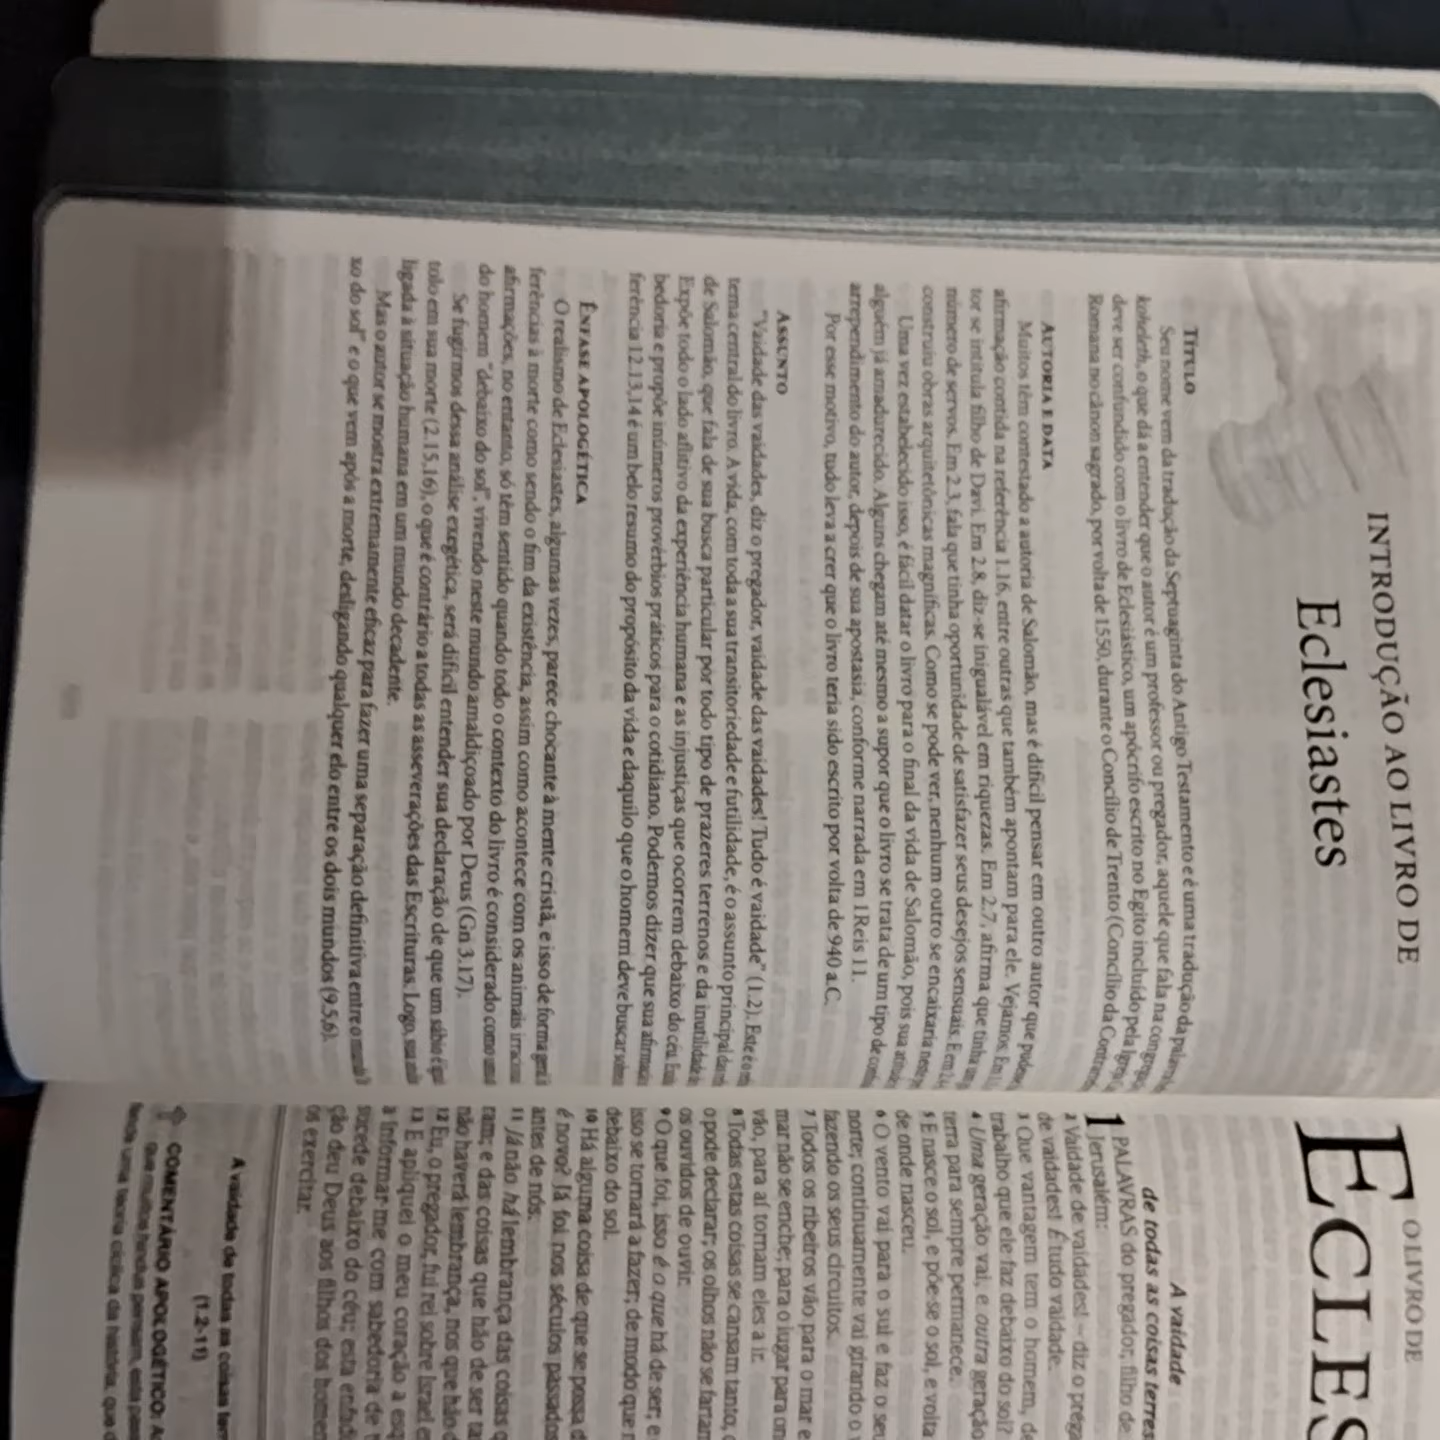 INTRODUÇÃO AO LIVRO DE
Eclesiastes
TÍTULO
Seu nome vem da tradução da Septuaginta do Antigo Testamento e é uma tradução da
koheleth, o que dá a entender que o autor é um professor ou pregador, aquele que fala na
deve ser confundido com o livro de Eclesiástico, um apócrifo escrito no Egito incluído pela
Romana no cânon sagrado, por volta de 1550, durante o Concílio de Trento (Concílio da
AUTORIA E DATA
Muitos têm contestado a autoria de Salomão, mas é difícil pensar em outro autor que
afirmação contida na referência 1.16, entre outras que também apontam para ele. Vejamos: Em
tor se intitula filho de Davi. Em 2.8, diz-se inigualável em riquezas. Em 2.7, afirma que tinha
número de servos. Em 2.3, fala que tinha oportunidade de satisfazer seus desejos sensuais. E em
construiu obras arquitetônicas magníficas. Como se pode ver, nenhum outro se encaixaria
Uma vez estabelecido isso, é fácil datar o livro para o final da vida de Salomão, pois sua
alguém já amadurecido. Alguns chegam até mesmo a supor que o livro se trata de um tipo de
arrependimento do autor, depois de sua apostasia, conforme narrada em 1Reis 11.
Por esse motivo, tudo leva a crer que o livro teria sido escrito por volta de 940 a.C.
ASSUNTO
"Vaidade das vaidades, diz o pregador, vaidade das vaidades! Tudo é vaidade" (1.2). Este é o
tema central do livro. A vida, com toda a sua transitoriedade e futilidade, é o assunto principal
de Salomão, que fala de sua busca particular por todo tipo de prazeres terrenos e da inutilidade
Expõe todo o lado aflitivo da experiência humana e as injustiças que ocorrem debaixo do céu.
bedoria e propõe inúmeros provérbios práticos para o cotidiano. Podemos dizer que sua
ferência 12.13,14 é um belo resumo do propósito da vida e daquilo que o homem deve buscar
ÊNFASE APOLOGÉTICA
O realismo de Eclesiastes, algumas vezes, parece chocante à mente cristã, e isso de forma
ferências à morte como sendo o fim da existência, assim como acontece com os animais
afirmações, no entanto, só têm sentido quando todo o contexto do livro é considerado como
do homem "debaixo do sol", vivendo neste mundo amaldiçoado por Deus (Gn 3.17).
Se fugirmos dessa análise exegética, será difícil entender sua declaração de que um sábio é
tolo em sua morte (2.15,16), o que é contrário a todas as asseverações das Escrituras. Logo,
ligada à situação humana em um mundo decadente.
Mas o autor se mostra extremamente eficaz para fazer uma separação definitiva entre o
xo do sol" e o que vem após a morte, desligando qualquer elo entre os dois mundos (9.5,6).
O LIVRO DE
ECLES
A vaidade
de todas as coisas terres
1 PALAVRAS do pregador, filho de
Jerusalém:
2 Vaidade de vaidades! – diz o
de vaidades! É tudo vaidade.
3 Que vantagem tem o homem, de
trabalho que ele faz debaixo do sol?
4 Uma geração vai, e outra geração
terra para sempre permanece.
5 E nasce o sol, e põe-se o sol, e volta
de onde nasceu.
6 O vento vai para o sul e faz o seu
norte; continuamente vai girando o
fazendo os seus circuitos.
7 Todos os ribeiros vão para o mar e
mar não se enche; para o lugar para
vão, para aí tornam eles a ir.
8 Todas estas coisas se cansam tanto,
o pode declarar; os olhos não se fartam
os ouvidos de ouvir.
9 O que foi, isso é o que há de ser; e
isso se tornará a fazer; de modo que
debaixo do sol.
10 Há alguma coisa de que se possa
é novo? Já foi nos séculos passados
antes de nós.
11 Já não há lembrança das coisas
ram; e das coisas que hão de ser
não haverá lembrança, nos que hão
12 Eu, o pregador, fui rei sobre Israel
13 E apliquei o meu coração a
a informar-me com sabedoria de
sucede debaixo do céu; esta
ção deu Deus aos filhos dos
os exercitar.
A vaidade de todas as coisas
(1.2-11)
COMENTÁRIO APOLOGÉTICO:
que muitos hindus pensam, esta
uma teoria cíclica da história, que